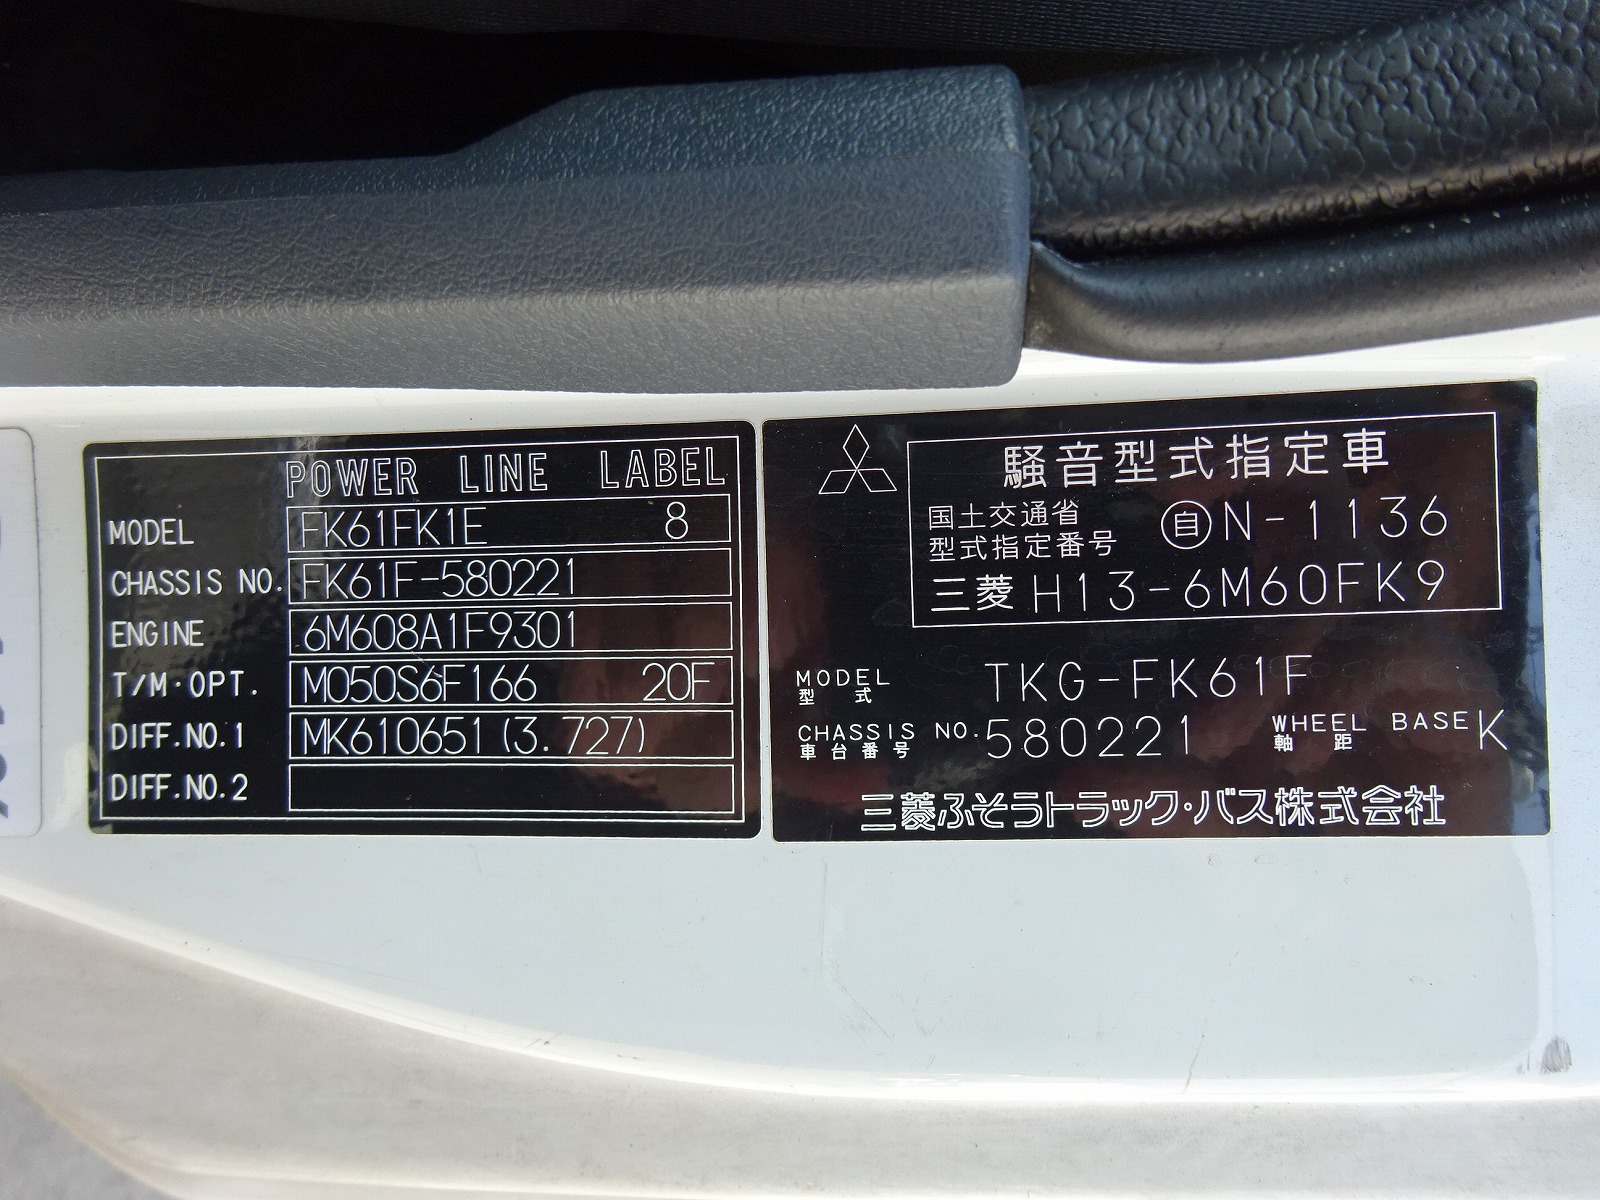 POWER LINE LABEL
MODEL FK61FK1E 8
CHASSIS NO. FK61F-580221
ENGINE 6M608A1F9301
T/M·OPT. M050S6F166 20F
DIFF.NO.1 MK610651(3.727)
DIFF.NO.2
騒音型式指定車
国土交通省
型式指定番号 自N-1136
三菱 H13-6M60FK9
MODEL
型式 TKG-FK61F
CHASSIS NO. 580221 WHEEL BASE K
車台番号 軸距
三菱ふそうトラック・バス株式会社